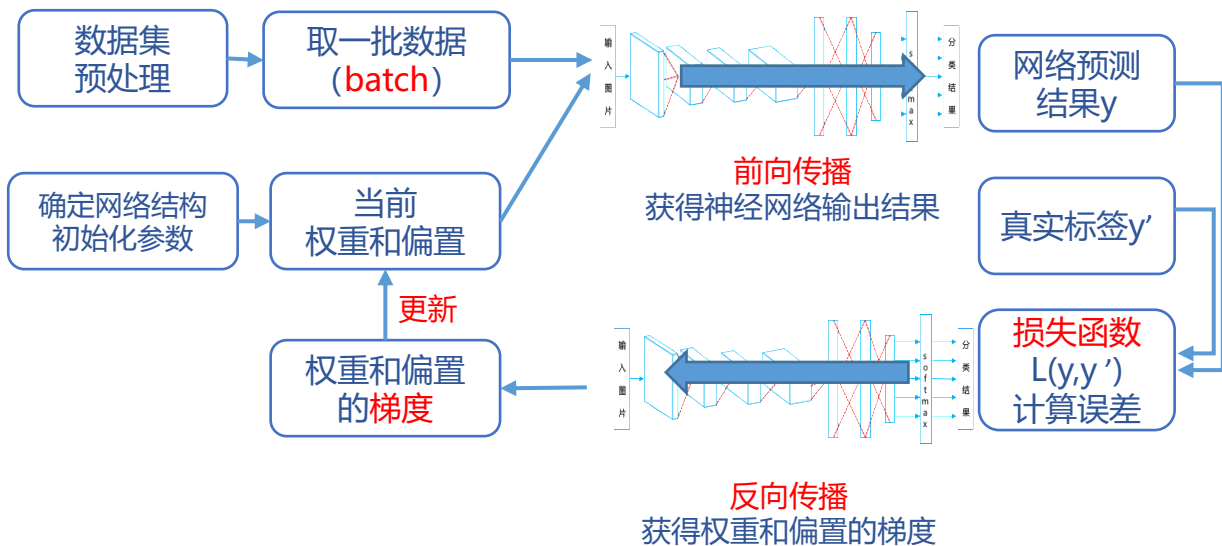 数据集
预处理
取一批数据
（batch）
输入图片
s
max
分类结果
网络预测
结果y
前向传播
获得神经网络输出结果
确定网络结构
初始化参数
当前
权重和偏置
真实标签y’
更新
权重和偏置
的梯度
输入图片
softmax
分类结果
损失函数
L(y,y ’)
计算误差
反向传播
获得权重和偏置的梯度